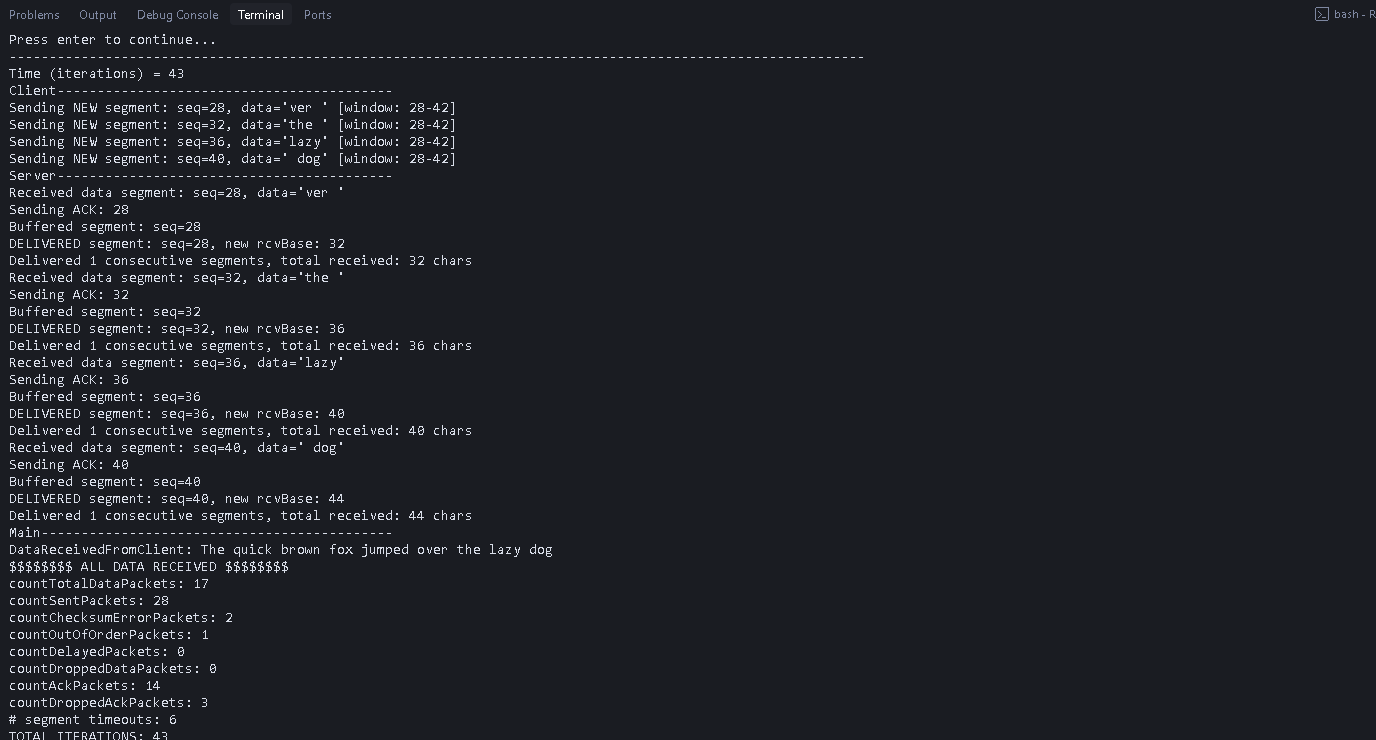 Problems Output Debug Console Terminal Ports bash - R
Press enter to continue...
-----------------------------------------------------------------------------------------------------------
Time (iterations) = 43
Client------------------------------------------
Sending NEW segment: seq=28, data='ver ' [window: 28-42]
Sending NEW segment: seq=32, data='the ' [window: 28-42]
Sending NEW segment: seq=36, data='lazy' [window: 28-42]
Sending NEW segment: seq=40, data=' dog' [window: 28-42]
Server------------------------------------------
Received data segment: seq=28, data='ver '
Sending ACK: 28
Buffered segment: seq=28
DELIVERED segment: seq=28, new rcvBase: 32
Delivered 1 consecutive segments, total received: 32 chars
Received data segment: seq=32, data='the '
Sending ACK: 32
Buffered segment: seq=32
DELIVERED segment: seq=32, new rcvBase: 36
Delivered 1 consecutive segments, total received: 36 chars
Received data segment: seq=36, data='lazy'
Sending ACK: 36
Buffered segment: seq=36
DELIVERED segment: seq=36, new rcvBase: 40
Delivered 1 consecutive segments, total received: 40 chars
Received data segment: seq=40, data=' dog'
Sending ACK: 40
Buffered segment: seq=40
DELIVERED segment: seq=40, new rcvBase: 44
Delivered 1 consecutive segments, total received: 44 chars
Main--------------------------------------------
DataReceivedFromClient: The quick brown fox jumped over the lazy dog
$$$$$$$$ ALL DATA RECEIVED $$$$$$$$
countTotalDataPackets: 17
countSentPackets: 28
countChecksumErrorPackets: 2
countOutOfOrderPackets: 1
countDelayedPackets: 0
countDroppedDataPackets: 0
countAckPackets: 14
countDroppedAckPackets: 3
# segment timeouts: 6
TOTAL ITERATIONS: 43